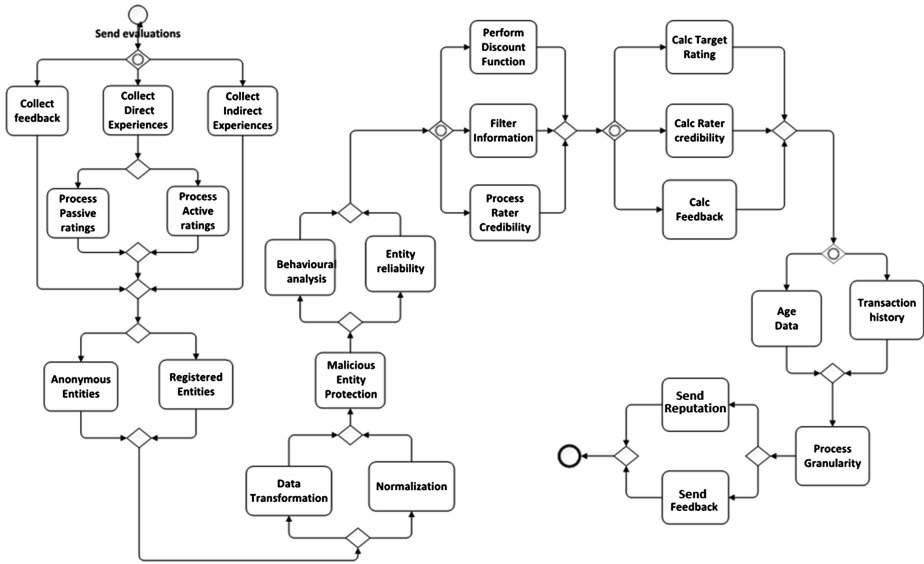 Send evaluations
Collect
feedback
Collect
Direct
Experiences
Collect
Indirect
Experiences
Process
Passive
ratings
Process
Active
ratings
Anonymous
Entities
Registered
Entities
Data
Transformation
Normalization
Malicious
Entity
Protection
Behavioural
analysis
Entity
reliability
Perform
Discount
Function
Filter
Information
Process
Rater
Credibility
Calc Target
Rating
Calc Rater
credibility
Calc
Feedback
Age
Data
Transaction
history
Process
Granularity
Send
Reputation
Send
Feedback